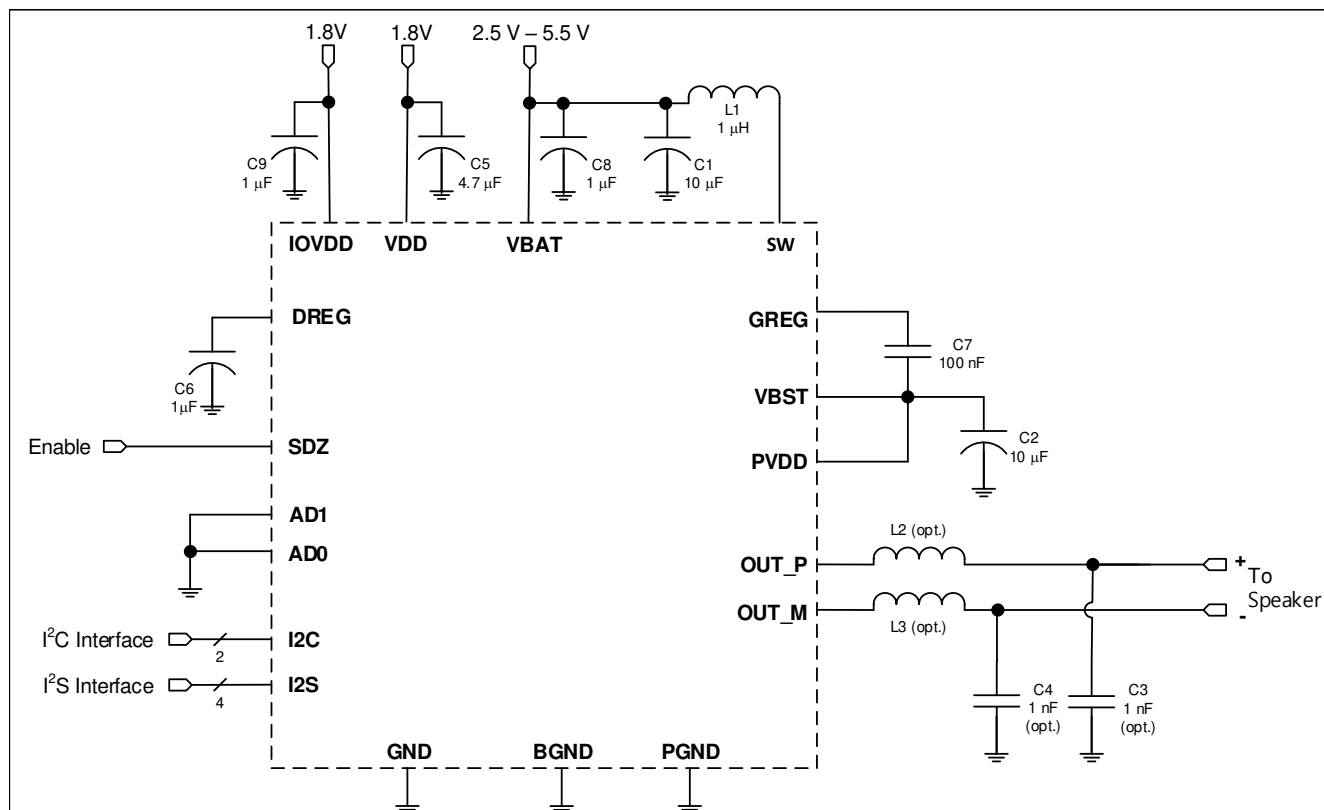 1.8V
1.8V
2.5 V – 5.5 V
L1
1 μH
C9
1 μF
C5
4.7 μF
C8
1 μF
C1
10 μF
IOVDD
VDD
VBAT
SW
DREG
GREG
C7
100 nF
C6
1μF
VBST
C2
10 μF
Enable
SDZ
PVDD
AD1
AD0
L2 (opt.)
OUT_P
+
To
Speaker
OUT_M
-
L3 (opt.)
I²C Interface
2
I2C
I²S Interface
4
I2S
C4
1 nF
(opt.)
C3
1 nF
(opt.)
GND
BGND
PGND